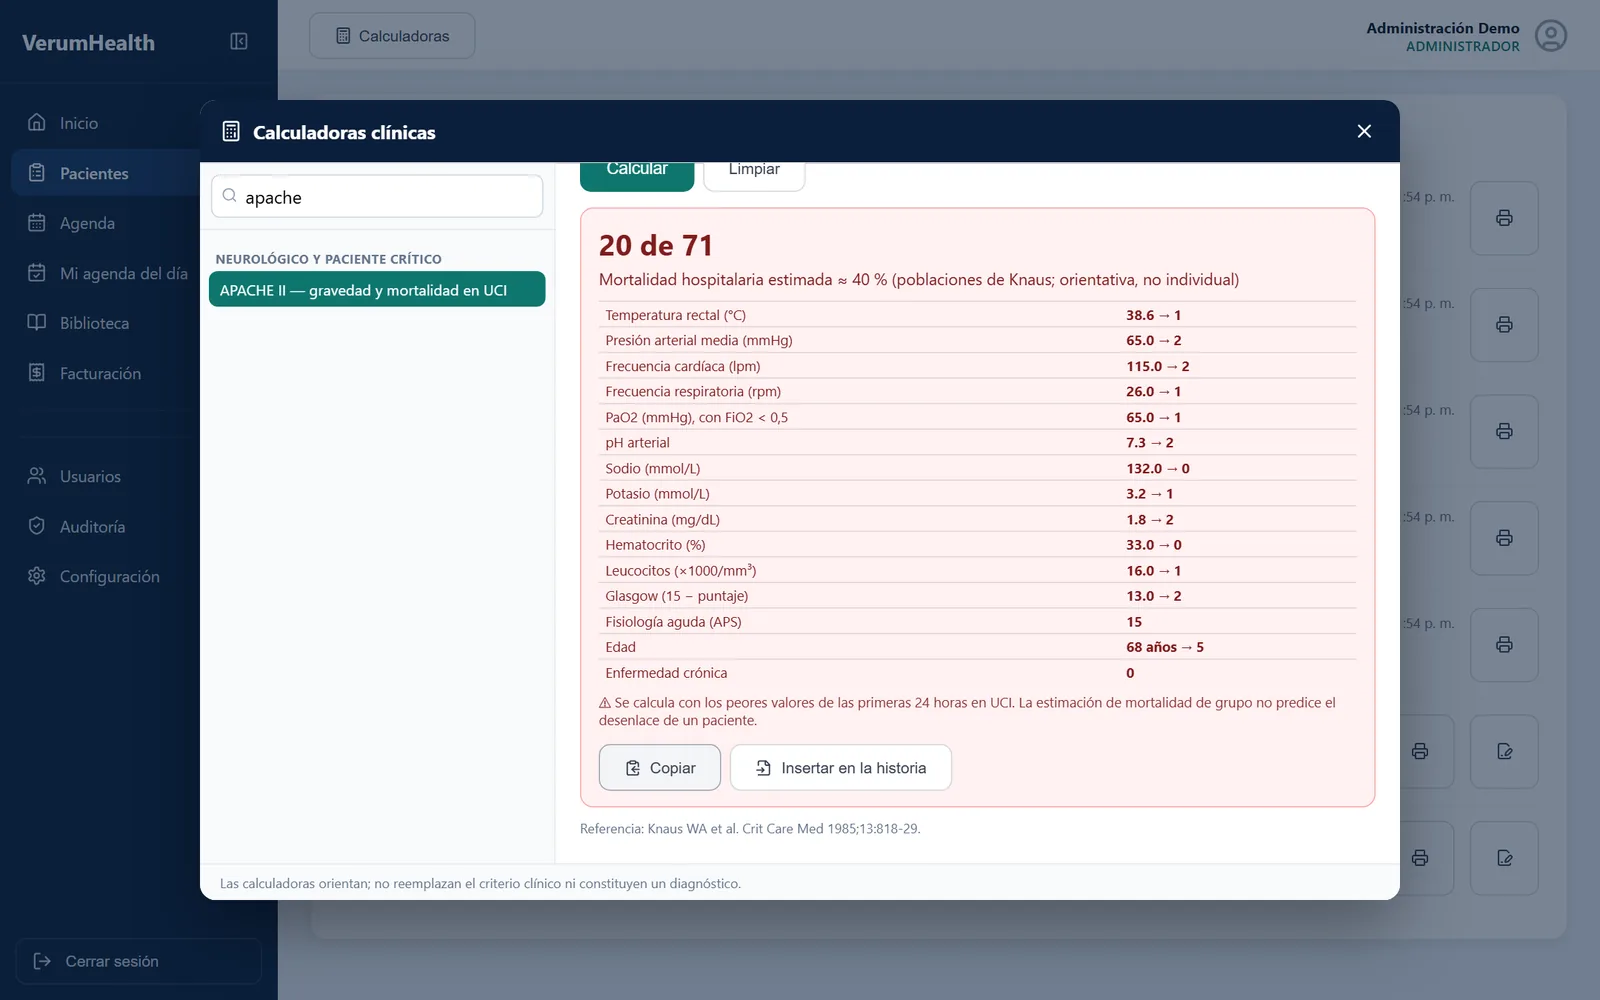 VerumHealth
Calculadoras
Administración Demo
ADMINISTRADOR
Inicio
Pacientes
Agenda
Mi agenda del día
Biblioteca
Facturación
Usuarios
Auditoría
Configuración
Cerrar sesión
Calculadoras clínicas
apache
NEUROLÓGICO Y PACIENTE CRÍTICO
APACHE II — gravedad y mortalidad en UCI
Calcular
Limpiar
20 de 71
Mortalidad hospitalaria estimada ≈ 40 % (poblaciones de Knaus; orientativa, no individual)
Temperatura rectal (°C) 38.6 → 1
Presión arterial media (mmHg) 65.0 → 2
Frecuencia cardíaca (lpm) 115.0 → 2
Frecuencia respiratoria (rpm) 26.0 → 1
PaO2 (mmHg), con FiO2 < 0,5 65.0 → 1
pH arterial 7.3 → 2
Sodio (mmol/L) 132.0 → 0
Potasio (mmol/L) 3.2 → 1
Creatinina (mg/dL) 1.8 → 2
Hematocrito (%) 33.0 → 0
Leucocitos (×1000/mm³) 16.0 → 1
Glasgow (15 − puntaje) 13.0 → 2
Fisiología aguda (APS) 15
Edad 68 años → 5
Enfermedad crónica 0
⚠ Se calcula con los peores valores de las primeras 24 horas en UCI. La estimación de mortalidad de grupo no predice el
desenlace de un paciente.
Copiar
Insertar en la historia
Referencia: Knaus WA et al. Crit Care Med 1985;13:818-29.
Las calculadoras orientan; no reemplazan el criterio clínico ni constituyen un diagnóstico.
:54 p. m.
:54 p. m.
:54 p. m.
:54 p. m.
:54 p. m.